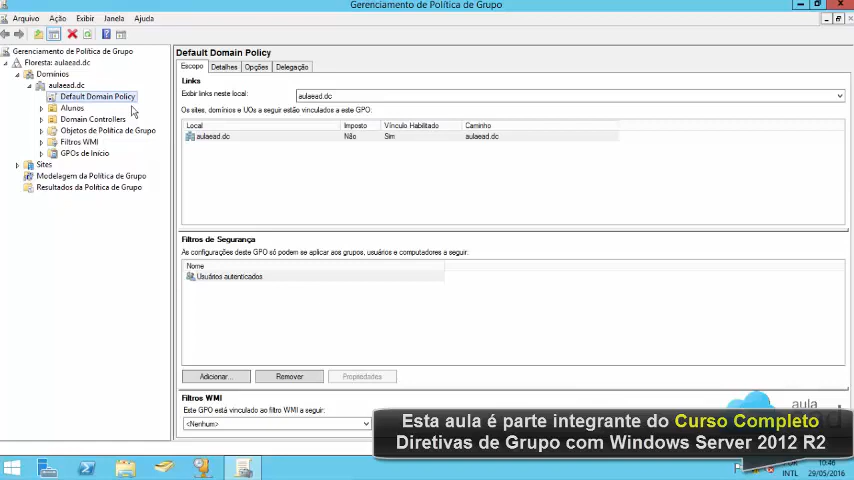 Gerenciamento de Política de Grupo
Arquivo Ação Exibir Janela Ajuda
Gerenciamento de Política de Grupo
Floresta: aulaead.dc
Domínios
aulaead.dc
Default Domain Policy
Alunos
Domain Controllers
Objetos de Política de Grupo
Filtros WMI
GPOs de Início
Sites
Modelagem da Política de Grupo
Resultados da Política de Grupo
Default Domain Policy
Escopo Detalhes Opções Delegação
Links
Exibir links neste local: aulaead.dc
Os sites, domínios e UOs a seguir estão vinculados a este GPO:
Local Imposto Vínculo Habilitado Caminho
aulaead.dc Não Sim aulaead.dc
Filtros de Segurança
As configurações deste GPO só podem se aplicar aos grupos, usuários e computadores a seguir.
Nome
Usuários autenticados
Adicionar... Remover Propriedades
Filtros WMI
Este GPO está vinculado ao filtro WMI a seguir:
<Nenhum>
aula
Esta aula é parte integrante do Curso Completo
Diretivas de Grupo com Windows Server 2012 R2
10:46
INTL 29/05/2016